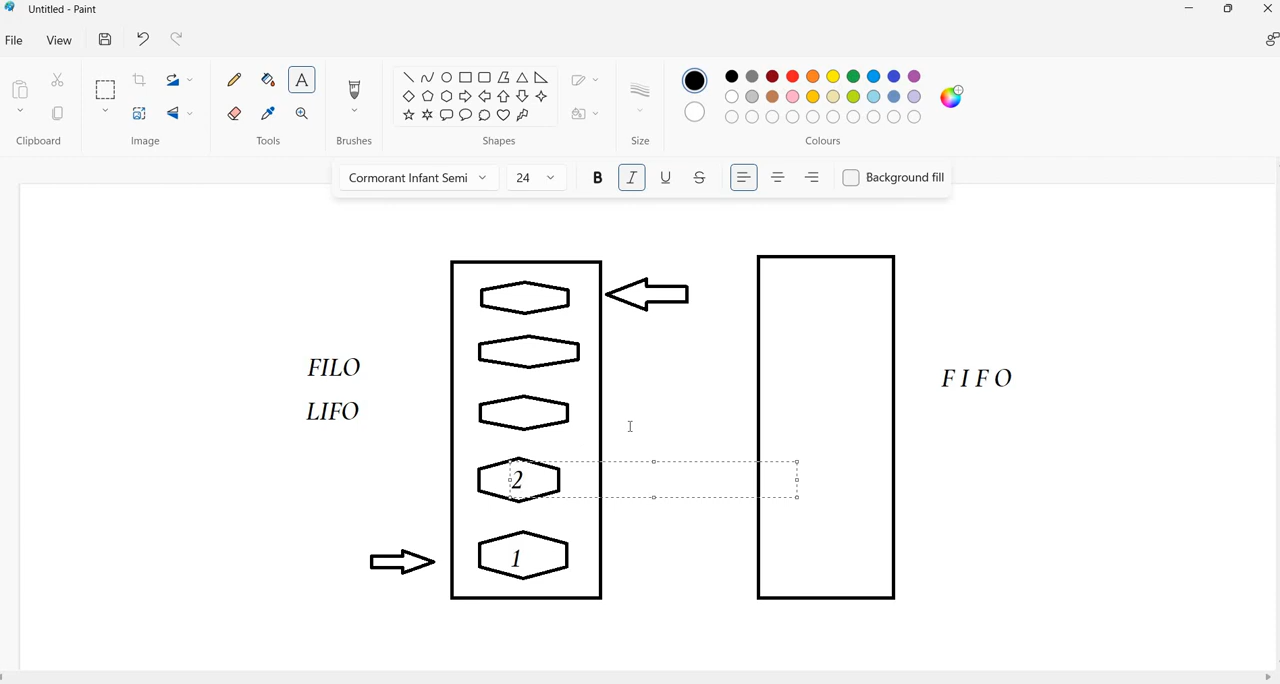 Untitled - Paint
File View
Clipboard
Image
Tools
Brushes
Shapes
Size
Colours
Cormorant Infant Semi 24 B I U S Background fill
A
FILO
LIFO
F I F O
2
1